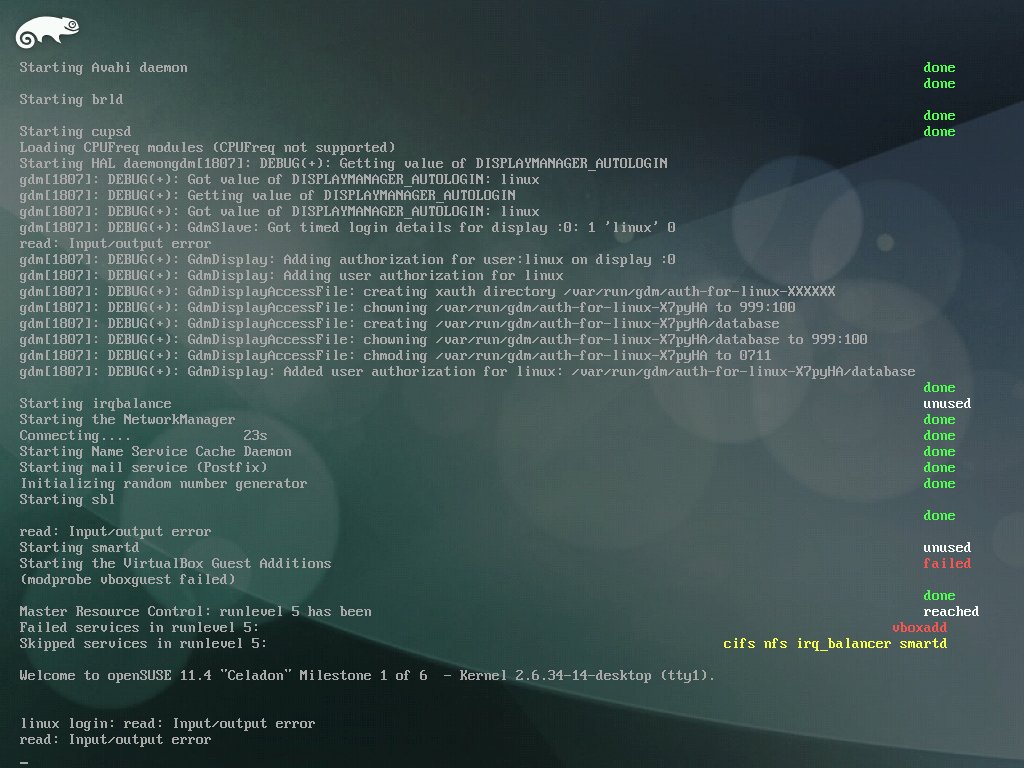 Starting Avahi daemon done
done
Starting brld
done
Starting cupsd done
Loading CPUFreq modules (CPUFreq not supported)
Starting HAL daemongdm[1807]: DEBUG(+): Getting value of DISPLAYMANAGER_AUTOLOGIN
gdm[1807]: DEBUG(+): Got value of DISPLAYMANAGER_AUTOLOGIN: linux
gdm[1807]: DEBUG(+): Getting value of DISPLAYMANAGER_AUTOLOGIN
gdm[1807]: DEBUG(+): Got value of DISPLAYMANAGER_AUTOLOGIN: linux
gdm[1807]: DEBUG(+): GdmSlave: Got timed login details for display :0: 1 'linux' 0
read: Input/output error
gdm[1807]: DEBUG(+): GdmDisplay: Adding authorization for user:linux on display :0
gdm[1807]: DEBUG(+): GdmDisplay: Adding user authorization for linux
gdm[1807]: DEBUG(+): GdmDisplayAccessFile: creating xauth directory /var/run/gdm/auth-for-linux-XXXXXX
gdm[1807]: DEBUG(+): GdmDisplayAccessFile: chowning /var/run/gdm/auth-for-linux-X7pyHA to 999:100
gdm[1807]: DEBUG(+): GdmDisplayAccessFile: creating /var/run/gdm/auth-for-linux-X7pyHA/database
gdm[1807]: DEBUG(+): GdmDisplayAccessFile: chowning /var/run/gdm/auth-for-linux-X7pyHA/database to 999:100
gdm[1807]: DEBUG(+): GdmDisplayAccessFile: chmoding /var/run/gdm/auth-for-linux-X7pyHA to 0711
gdm[1807]: DEBUG(+): GdmDisplay: Added user authorization for linux: /var/run/gdm/auth-for-linux-X7pyHA/database
done
Starting irqbalance unused
Starting the NetworkManager done
Connecting.... 23s done
Starting Name Service Cache Daemon done
Starting mail service (Postfix) done
Initializing random number generator done
Starting sbl
done
read: Input/output error
Starting smartd unused
Starting the VirtualBox Guest Additions failed
(modprobe vboxguest failed)
done
Master Resource Control: runlevel 5 has been reached
Failed services in runlevel 5: vboxadd
Skipped services in runlevel 5: cifs nfs irq_balancer smartd
Welcome to openSUSE 11.4 "Celadon" Milestone 1 of 6 - Kernel 2.6.34-14-desktop (tty1).
linux login: read: Input/output error
read: Input/output error
_